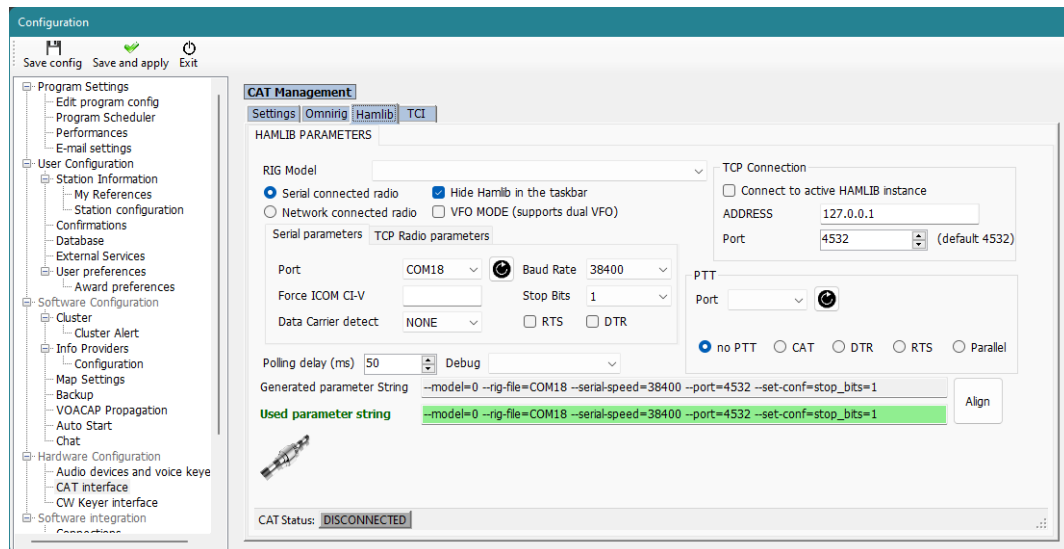 Configuration
Save config Save and apply Exit
Program Settings
Edit program config
Program Scheduler
Performances
E-mail settings
User Configuration
Station Information
My References
Station configuration
Confirmations
Database
External Services
User preferences
Award preferences
Software Configuration
Cluster
Cluster Alert
Info Providers
Configuration
Map Settings
Backup
VOACAP Propagation
Auto Start
Chat
Hardware Configuration
Audio devices and voice keye
CAT interface
CW Keyer interface
Software integration
Connections
CAT Management
Settings Omnirig Hamlib TCI
HAMLIB PARAMETERS
RIG Model
Serial connected radio Hide Hamlib in the taskbar
Network connected radio VFO MODE (supports dual VFO)
Serial parameters TCP Radio parameters
Port COM18 Baud Rate 38400
Force ICOM CI-V Stop Bits 1
Data Carrier detect NONE RTS DTR
TCP Connection
Connect to active HAMLIB instance
ADDRESS 127.0.0.1
Port 4532 (default 4532)
PTT
Port
no PTT CAT DTR RTS Parallel
Polling delay (ms) 50 Debug
Generated parameter String --model=0 --rig-file=COM18 --serial-speed=38400 --port=4532 --set-conf=stop_bits=1
Used parameter string --model=0 --rig-file=COM18 --serial-speed=38400 --port=4532 --set-conf=stop_bits=1
Align
CAT Status: DISCONNECTED